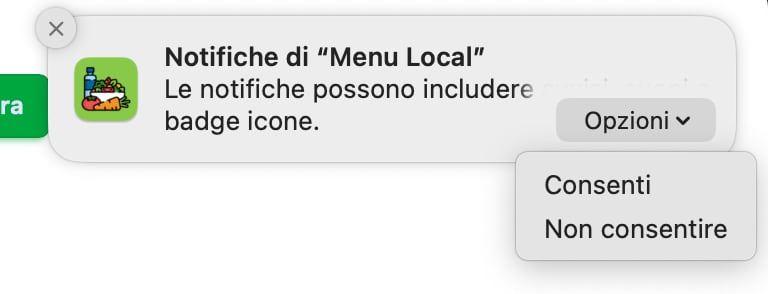 Notifiche di “Menu Local”
Le notifiche possono includere
badge icone.
ra
Opzioni
Consenti
Non consentire